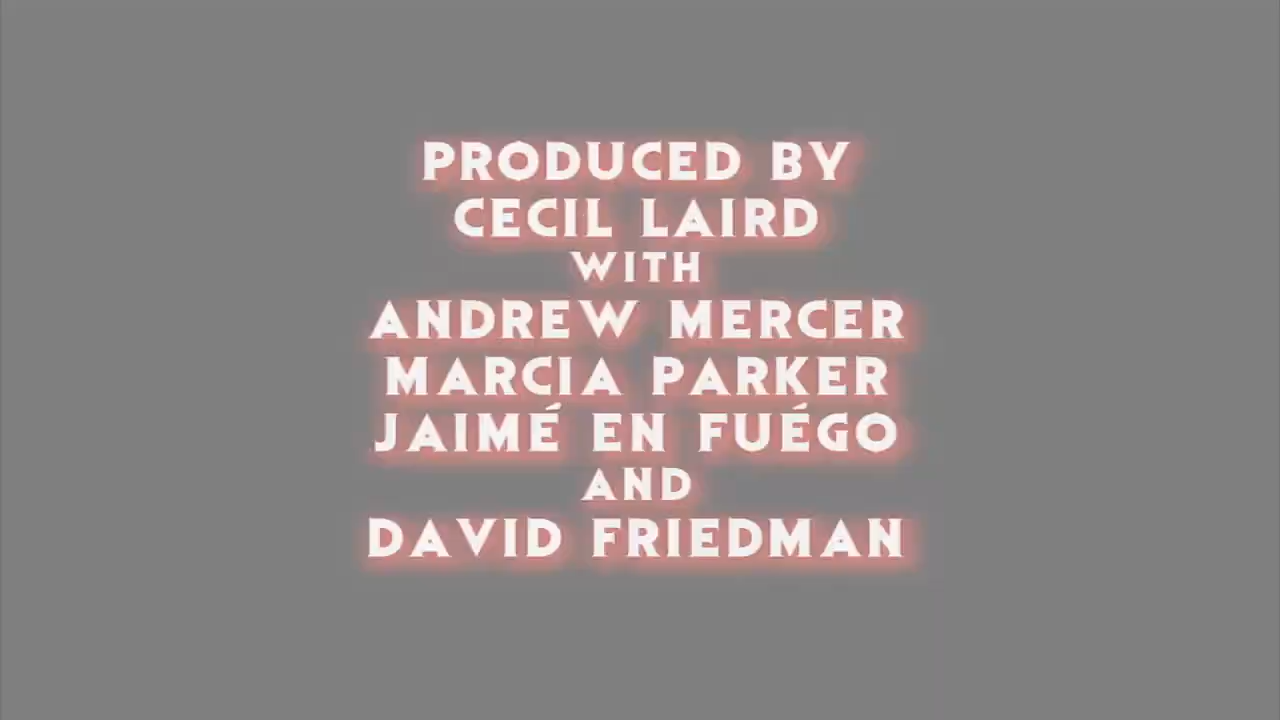 PRODUCED BY
CECIL LAIRD
WITH
ANDREW MERCER
MARCIA PARKER
JAIMÉ EN FUÉGO
AND
DAVID FRIEDMAN